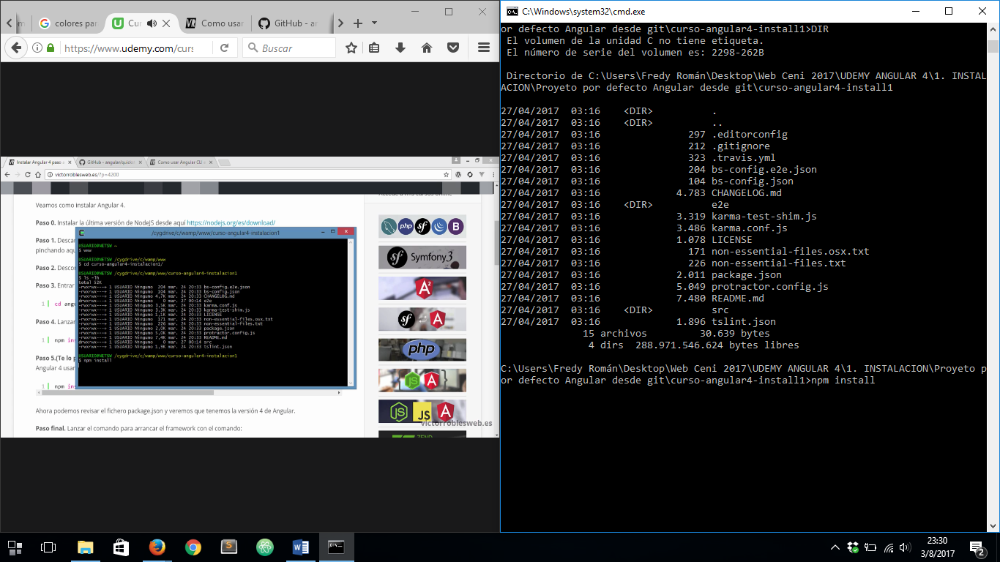 colores par
Cur
Como usar
GitHub - ar
https://www.udemy.com/curs
Buscar
Instalar Angular 4 paso
GitHub - angular/quickst
Como usar Angular CLI e
victorroblesweb.es/?p=4200
Veamos como instalar Angular 4.
Paso 0. Instalar la última versión de NodeJS desde aquí https://nodejs.org/es/download/
Paso 1. Descar
pinchando aqu
Paso 2. Descor
Paso 3. Entrar
1 cd angu
Paso 4. Lanzar
1 npm ins
Paso 5.(Te lo p
Angular 4 usar
1 npm ins
/cygdrive/c/wamp/www/curso-angular4-instalacion1
USUARIO@NETSW ~
$ www
USUARIO@NETSW /cygdrive/c/wamp/www
$ cd curso-angular4-instalacion1/
USUARIO@NETSW /cygdrive/c/wamp/www/curso-angular4-instalacion1
$ ls -lh
total 52K
-rwxrwx---+ 1 USUARIO Ninguno 204 mar. 24 20:33 bs-config.e2e.json
-rwxrwx---+ 1 USUARIO Ninguno 104 mar. 24 20:33 bs-config.json
-rwxrwx---+ 1 USUARIO Ninguno 4,7K mar. 24 20:33 CHANGELOG.md
drwxrwx---+ 1 USUARIO Ninguno 0 mar. 27 00:14 e2e
-rwxrwx---+ 1 USUARIO Ninguno 3,5K mar. 24 20:33 karma.conf.js
-rwxrwx---+ 1 USUARIO Ninguno 3,3K mar. 24 20:33 karma-test-shim.js
-rwxrwx---+ 1 USUARIO Ninguno 1,1K mar. 24 20:33 LICENSE
-rwxrwx---+ 1 USUARIO Ninguno 171 mar. 24 20:33 non-essential-files.osx.txt
-rwxrwx---+ 1 USUARIO Ninguno 226 mar. 24 20:33 non-essential-files.txt
-rwxrwx---+ 1 USUARIO Ninguno 2,0K mar. 24 20:33 package.json
-rwxrwx---+ 1 USUARIO Ninguno 5,0K mar. 24 20:33 protractor.config.js
-rwxrwx---+ 1 USUARIO Ninguno 7,4K mar. 24 20:33 README.md
drwxrwx---+ 1 USUARIO Ninguno 0 mar. 27 00:14 src
-rwxrwx---+ 1 USUARIO Ninguno 1,9K mar. 24 20:33 tslint.json
USUARIO@NETSW /cygdrive/c/wamp/www/curso-angular4-instalacion1
$ npm install
Ahora podemos revisar el fichero package.json y veremos que tenemos la versión 4 de Angular.
Paso final. Lanzar el comando para arrancar el framework con el comando:
php
B
Symfony3
A2
A
php
A
JS
A
victorroblesweb.es
C:\Windows\system32\cmd.exe
or defecto Angular desde git\curso-angular4-install1>DIR
El volumen de la unidad C no tiene etiqueta.
El número de serie del volumen es: 2298-262B
Directorio de C:\Users\Fredy Román\Desktop\Web Ceni 2017\UDEMY ANGULAR 4\1. INSTAL
ACION\Proyeto por defecto Angular desde git\curso-angular4-install1
27/04/2017 03:16 <DIR> .
27/04/2017 03:16 <DIR> ..
27/04/2017 03:16 297 .editorconfig
27/04/2017 03:16 212 .gitignore
27/04/2017 03:16 323 .travis.yml
27/04/2017 03:16 204 bs-config.e2e.json
27/04/2017 03:16 104 bs-config.json
27/04/2017 03:16 4.783 CHANGELOG.md
27/04/2017 03:16 <DIR> e2e
27/04/2017 03:16 3.319 karma-test-shim.js
27/04/2017 03:16 3.486 karma.conf.js
27/04/2017 03:16 1.078 LICENSE
27/04/2017 03:16 171 non-essential-files.osx.txt
27/04/2017 03:16 226 non-essential-files.txt
27/04/2017 03:16 2.011 package.json
27/04/2017 03:16 5.049 protractor.config.js
27/04/2017 03:16 7.480 README.md
27/04/2017 03:16 <DIR> src
27/04/2017 03:16 1.896 tslint.json
15 archivos 30.639 bytes
4 dirs 288.971.546.624 bytes libres
C:\Users\Fredy Román\Desktop\Web Ceni 2017\UDEMY ANGULAR 4\1. INSTALACION\Proyeto p
or defecto Angular desde git\curso-angular4-install1>npm install
23:30
3/8/2017
2